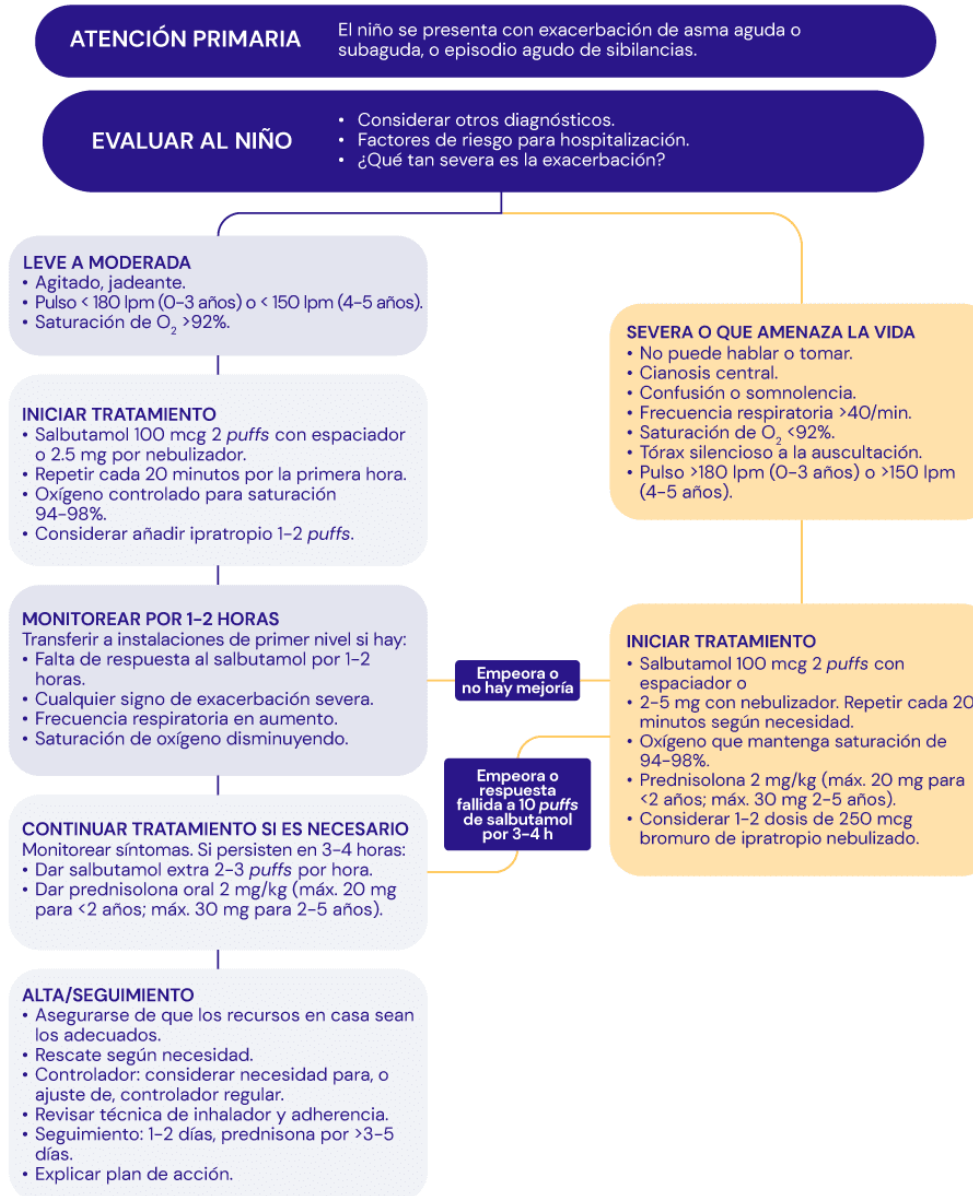 ATENCIÓN PRIMARIA
El niño se presenta con exacerbación de asma aguda o
subaguda, o episodio agudo de sibilancias.
EVALUAR AL NIÑO
• Considerar otros diagnósticos.
• Factores de riesgo para hospitalización.
• ¿Qué tan severa es la exacerbación?
LEVE A MODERADA
• Agitado, jadeante.
• Pulso < 180 lpm (0-3 años) o < 150 lpm (4-5 años).
• Saturación de O₂ >92%.
INICIAR TRATAMIENTO
• Salbutamol 100 mcg 2 puffs con espaciador
o 2.5 mg por nebulizador.
• Repetir cada 20 minutos por la primera hora.
• Oxígeno controlado para saturación
94-98%.
• Considerar añadir ipratropio 1-2 puffs.
MONITOREAR POR 1-2 HORAS
Transferir a instalaciones de primer nivel si hay:
• Falta de respuesta al salbutamol por 1-2
horas.
• Cualquier signo de exacerbación severa.
• Frecuencia respiratoria en aumento.
• Saturación de oxígeno disminuyendo.
CONTINUAR TRATAMIENTO SI ES NECESARIO
Monitorear síntomas. Si persisten en 3-4 horas:
• Dar salbutamol extra 2-3 puffs por hora.
• Dar prednisolona oral 2 mg/kg (máx. 20 mg
para <2 años; máx. 30 mg para 2-5 años).
ALTA/SEGUIMIENTO
• Asegurarse de que los recursos en casa sean
los adecuados.
• Rescate según necesidad.
• Controlador: considerar necesidad para, o
ajuste de, controlador regular.
• Revisar técnica de inhalador y adherencia.
• Seguimiento: 1-2 días, prednisona por >3-5
días.
• Explicar plan de acción.
Empeora o
no hay mejoría
Empeora o
respuesta
fallida a 10 puffs
de salbutamol
por 3-4 h
SEVERA O QUE AMENAZA LA VIDA
• No puede hablar o tomar.
• Cianosis central.
• Confusión o somnolencia.
• Frecuencia respiratoria >40/min.
• Saturación de O₂ <92%.
• Tórax silencioso a la auscultación.
• Pulso >180 lpm (0-3 años) o >150 lpm
(4-5 años).
INICIAR TRATAMIENTO
• Salbutamol 100 mcg 2 puffs con
espaciador o
• 2-5 mg con nebulizador. Repetir cada 20
minutos según necesidad.
• Oxígeno que mantenga saturación de
94-98%.
• Prednisolona 2 mg/kg (máx. 20 mg para
<2 años; máx. 30 mg 2-5 años).
• Considerar 1-2 dosis de 250 mcg
bromuro de ipratropio nebulizado.